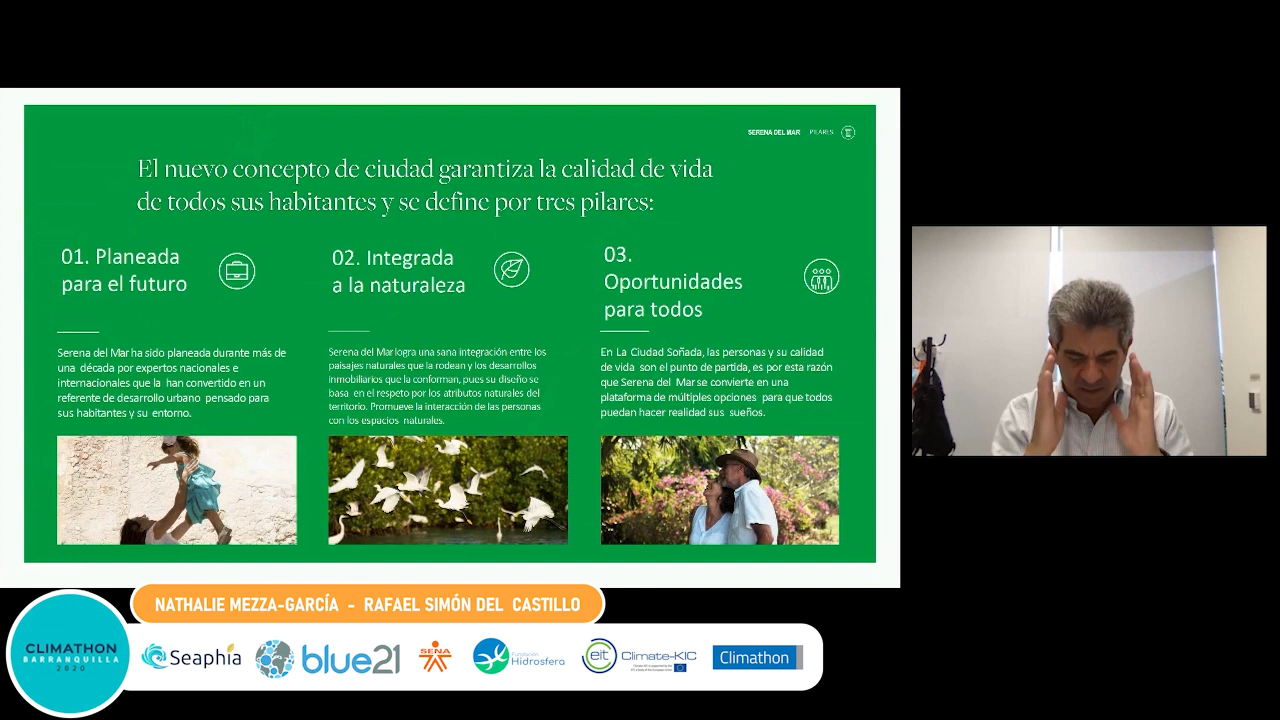 SERENA DEL MAR PILARES
El nuevo concepto de ciudad garantiza la calidad de vida
de todos sus habitantes y se define por tres pilares:
01. Planeada
para el futuro
Serena del Mar ha sido planeada durante más de
una década por expertos nacionales e
internacionales que la han convertido en un
referente de desarrollo urbano pensado para
sus habitantes y su entorno.
02. Integrada
a la naturaleza
Serena del Mar logra una sana integración entre los
paisajes naturales que la rodean y los desarrollos
inmobiliarios que la conforman, pues su diseño se
basa en el respeto por los atributos naturales del
territorio. Promueve la interacción de las personas
con los espacios naturales.
03.
Oportunidades
para todos
En La Ciudad Soñada, las personas y su calidad
de vida son el punto de partida, es por esta razón
que Serena del Mar se convierte en una
plataforma de múltiples opciones para que todos
puedan hacer realidad sus sueños.
NATHALIE MEZZA-GARCÍA - RAFAEL SIMÓN DEL CASTILLO
CLIMATHON
BARRANQUILLA
2020
Seaphia
blue21
SENA
Fundación
Hidrosfera
eit
Climate-KIC
Climathon